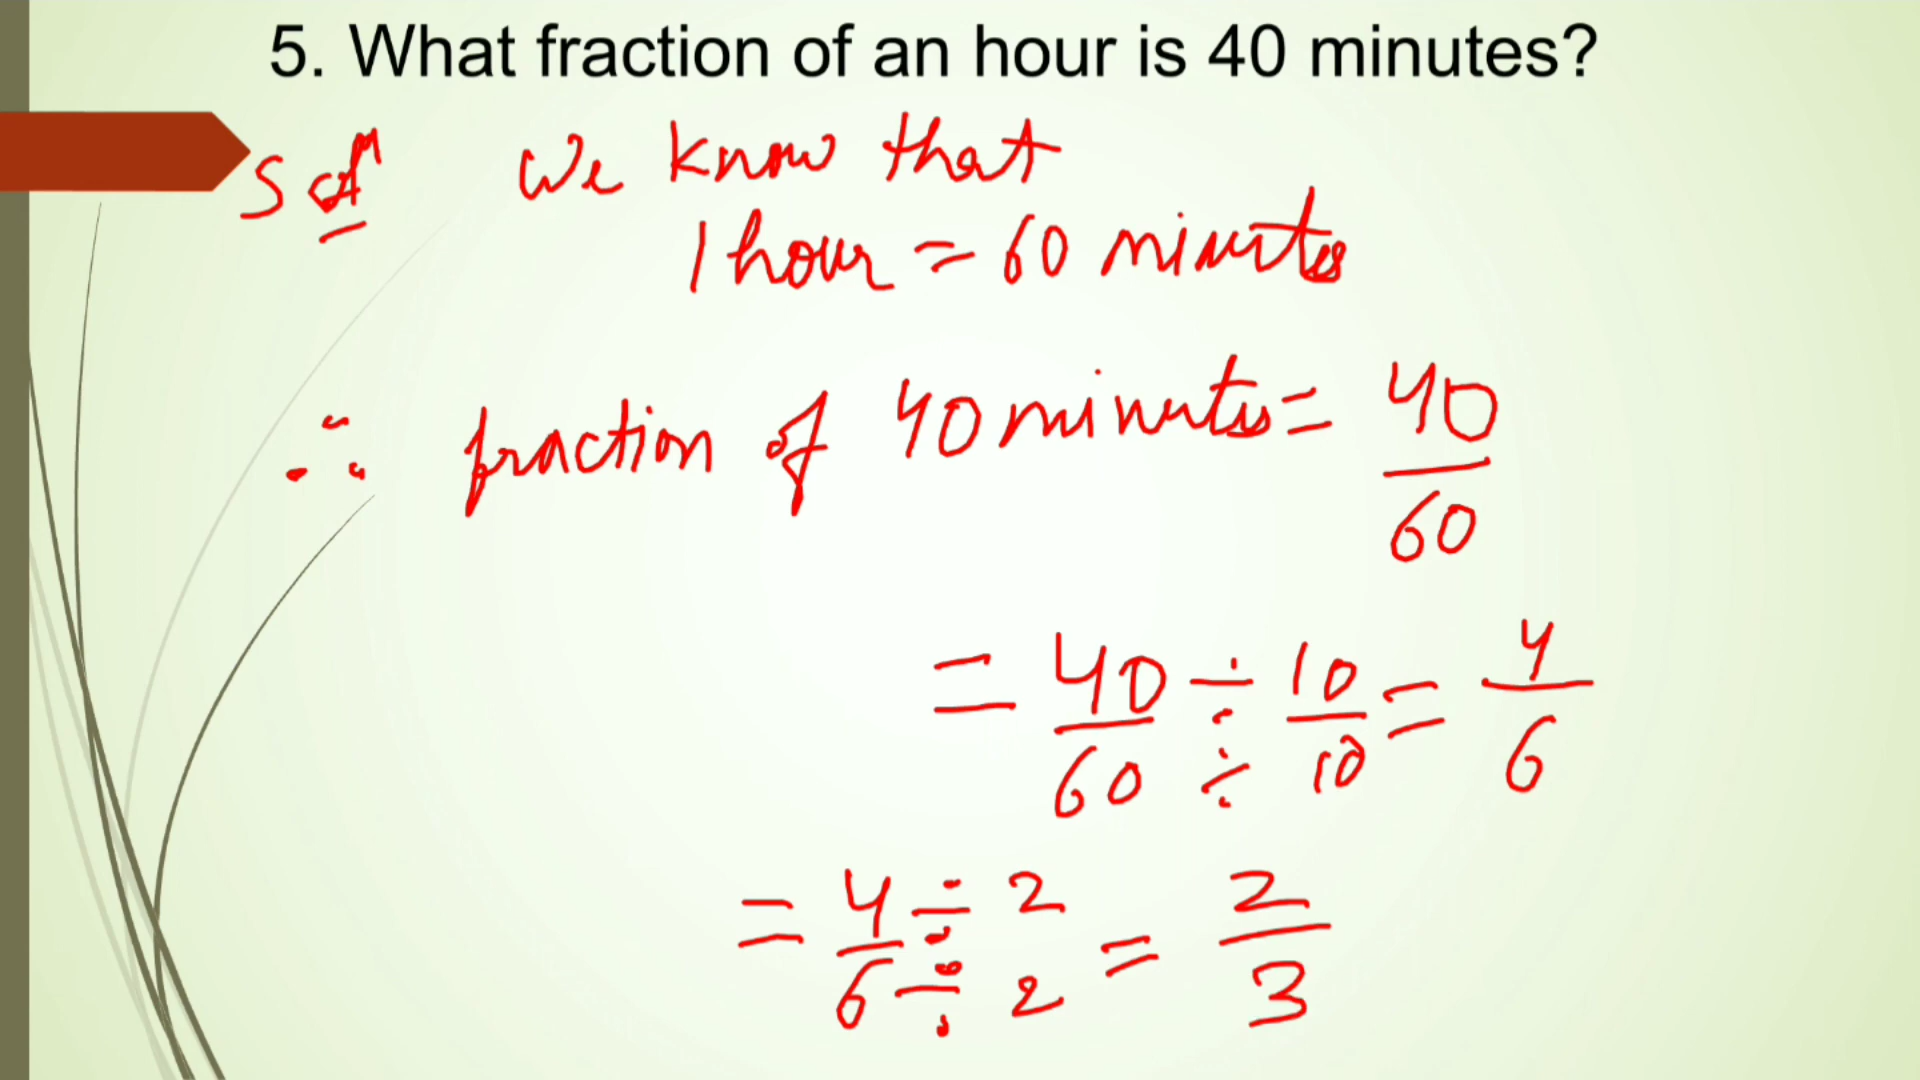 5. What fraction of an hour is 40 minutes?
Solⁿ We know that
1 hour = 60 minutes
∴ fraction of 40 minutes = 40/60
= 40/60 ÷/÷ 10/10 = 4/6
= 4/6 ÷/÷ 2/2 = 2/3